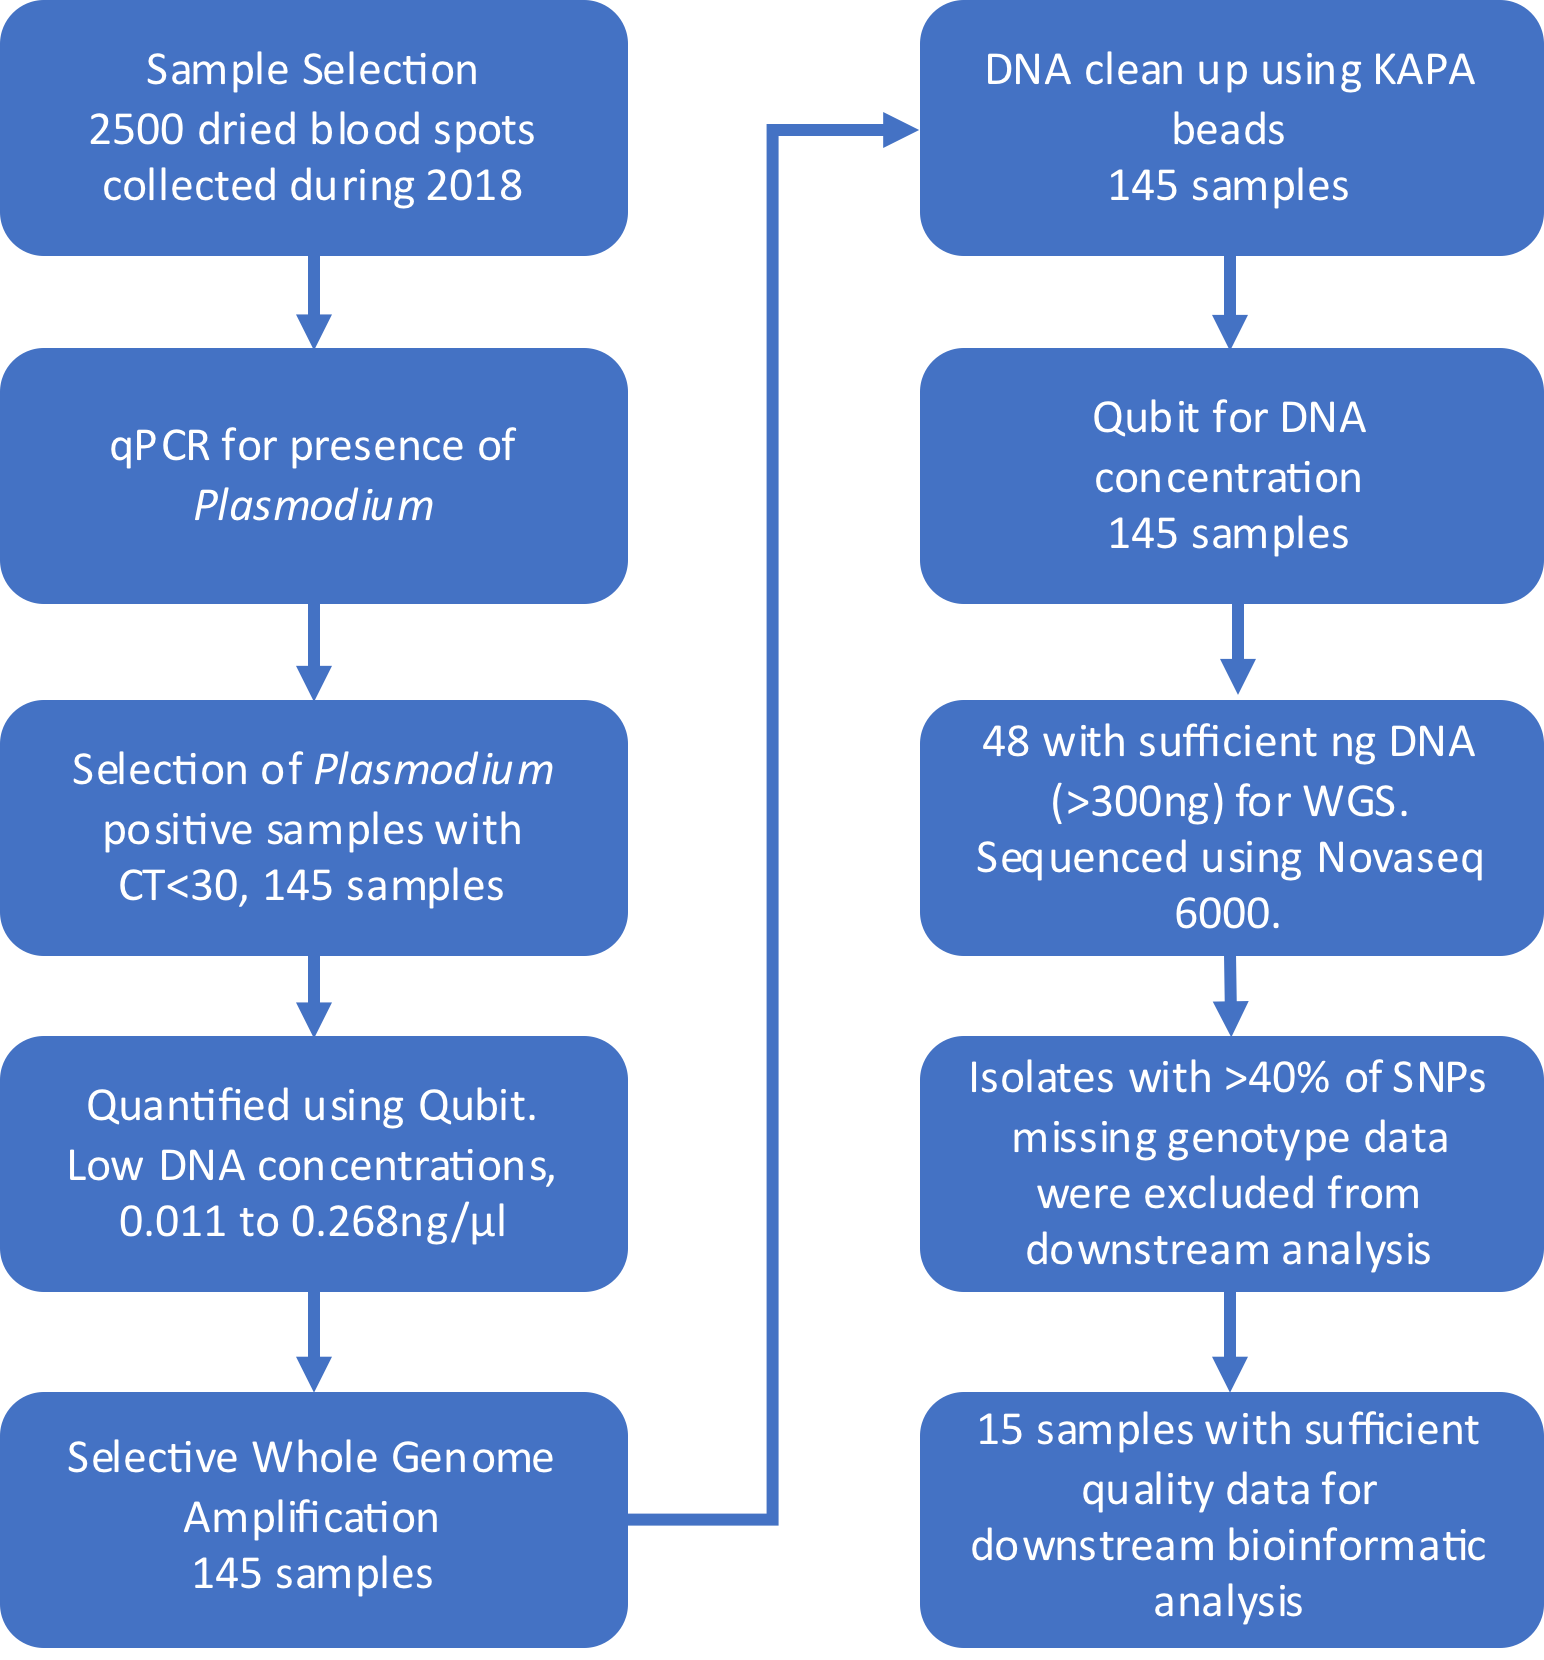 Sample Selection
2500 dried blood spots
collected during 2018
qPCR for presence of
Plasmodium
Selection of Plasmodium
positive samples with
CT<30, 145 samples
Quantified using Qubit.
Low DNA concentrations,
0.011 to 0.268ng/µl
Selective Whole Genome
Amplification
145 samples
DNA clean up using KAPA
beads
145 samples
Qubit for DNA
concentration
145 samples
48 with sufficient ng DNA
(>300ng) for WGS.
Sequenced using Novaseq
6000.
Isolates with >40% of SNPs
missing genotype data
were excluded from
downstream analysis
15 samples with sufficient
quality data for
downstream bioinformatic
analysis